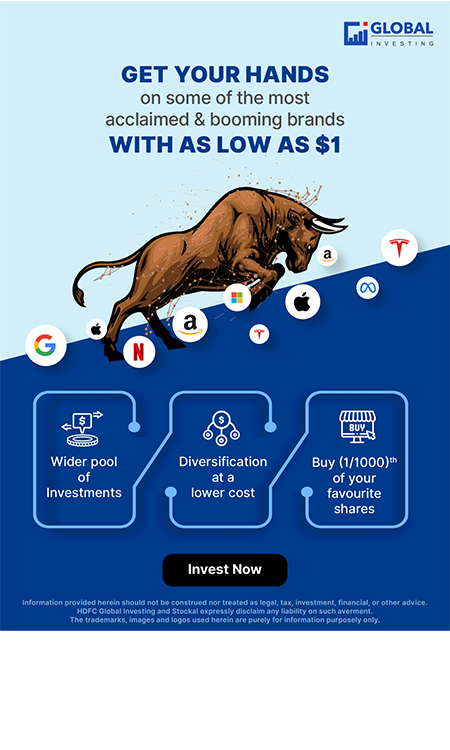 GLOBAL
INVESTING
GET YOUR HANDS
on some of the most
acclaimed & booming brands
WITH AS LOW AS $1
a
a
G
N
$
$
BUY
Wider pool
of
Investments
Diversification
at a
lower cost
Buy (1/1000)th
of your
favourite
shares
Invest Now
Information provided herein should not be construed nor treated as legal, tax, investment, financial, or other advice.
HDFC Global Investing and Stockal expressly disclaim any liability on such averment.
The trademarks, images and logos used herein are purely for information purposely only.